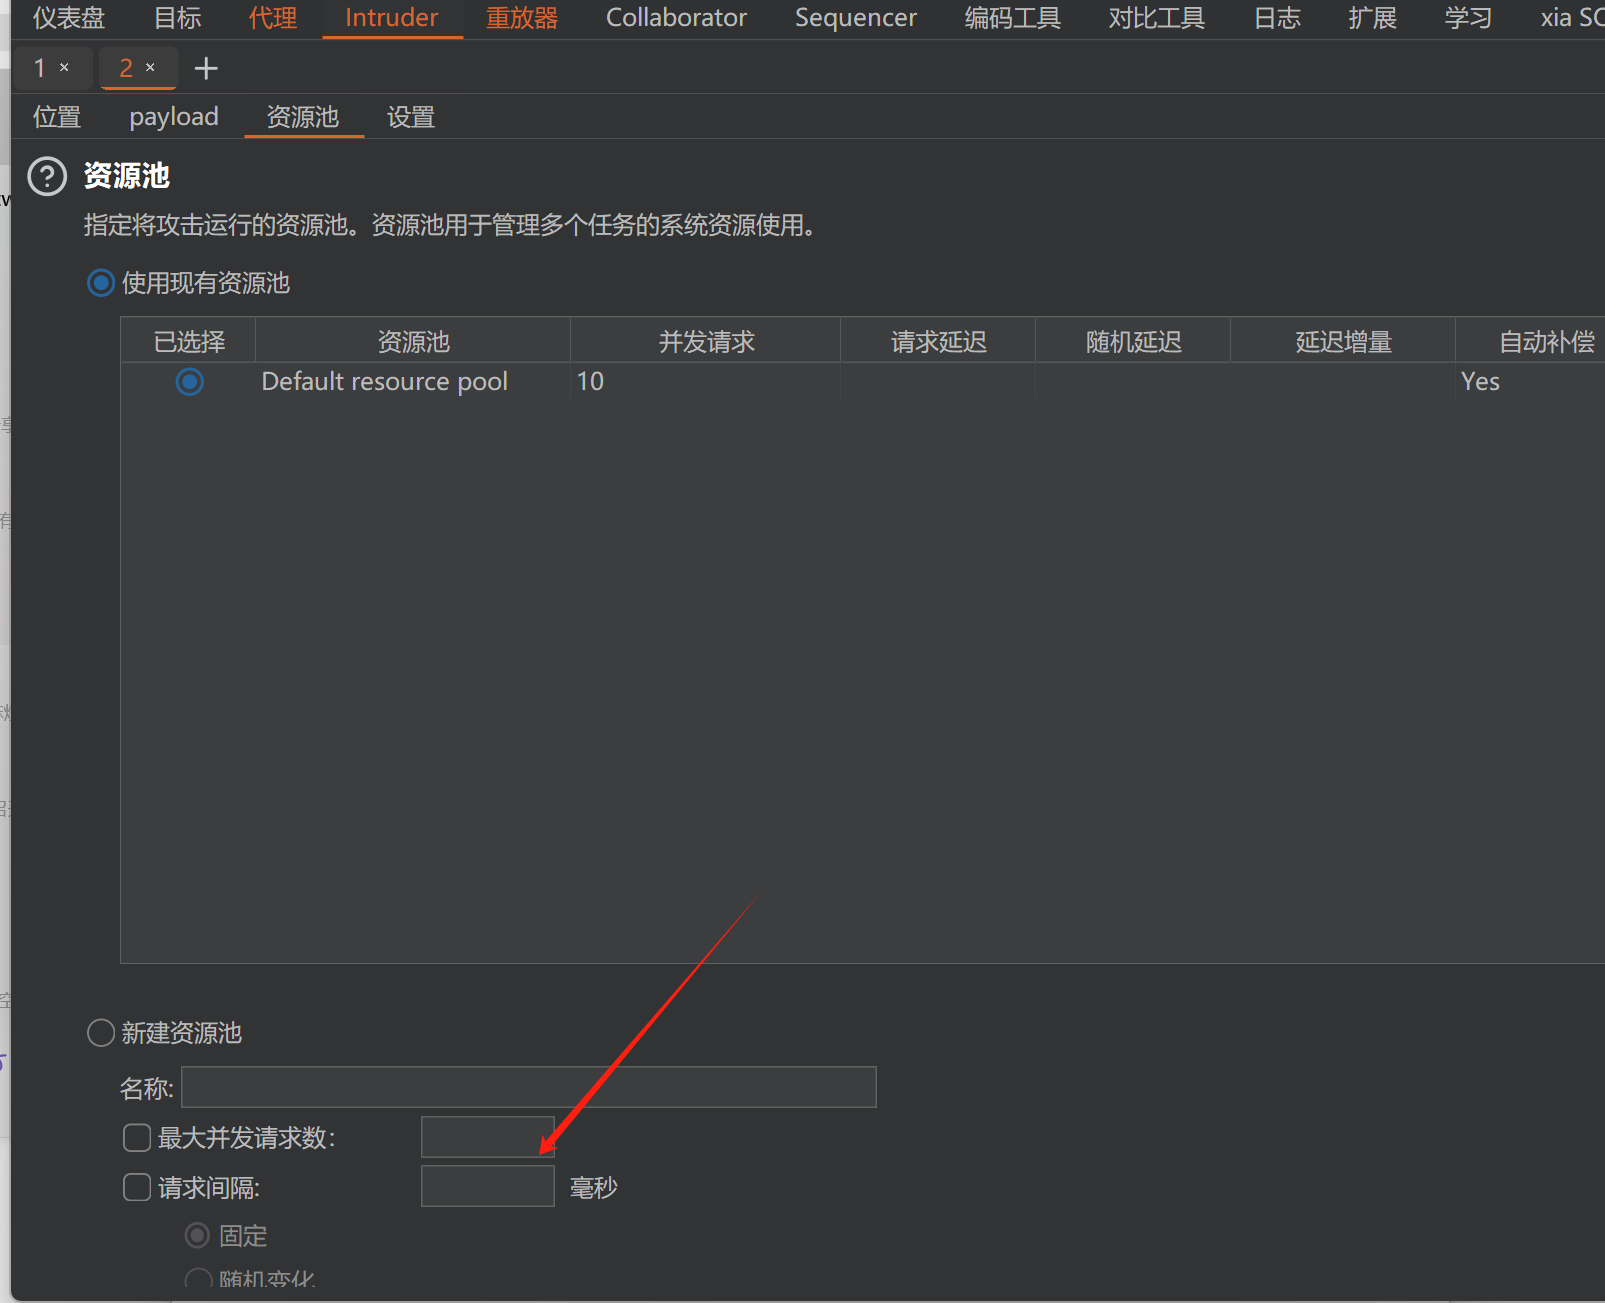 仪表盘 目标 代理 Intruder 重放器 Collaborator Sequencer 编码工具 对比工具 日志 扩展 学习 xia SC
1 × 2 × +
位置 payload 资源池 设置
资源池
指定将攻击运行的资源池。资源池用于管理多个任务的系统资源使用。
使用现有资源池
已选择 资源池 并发请求 请求延迟 随机延迟 延迟增量 自动补偿
Default resource pool 10 Yes
新建资源池
名称:
最大并发请求数:
请求间隔: 毫秒
固定
随机变化